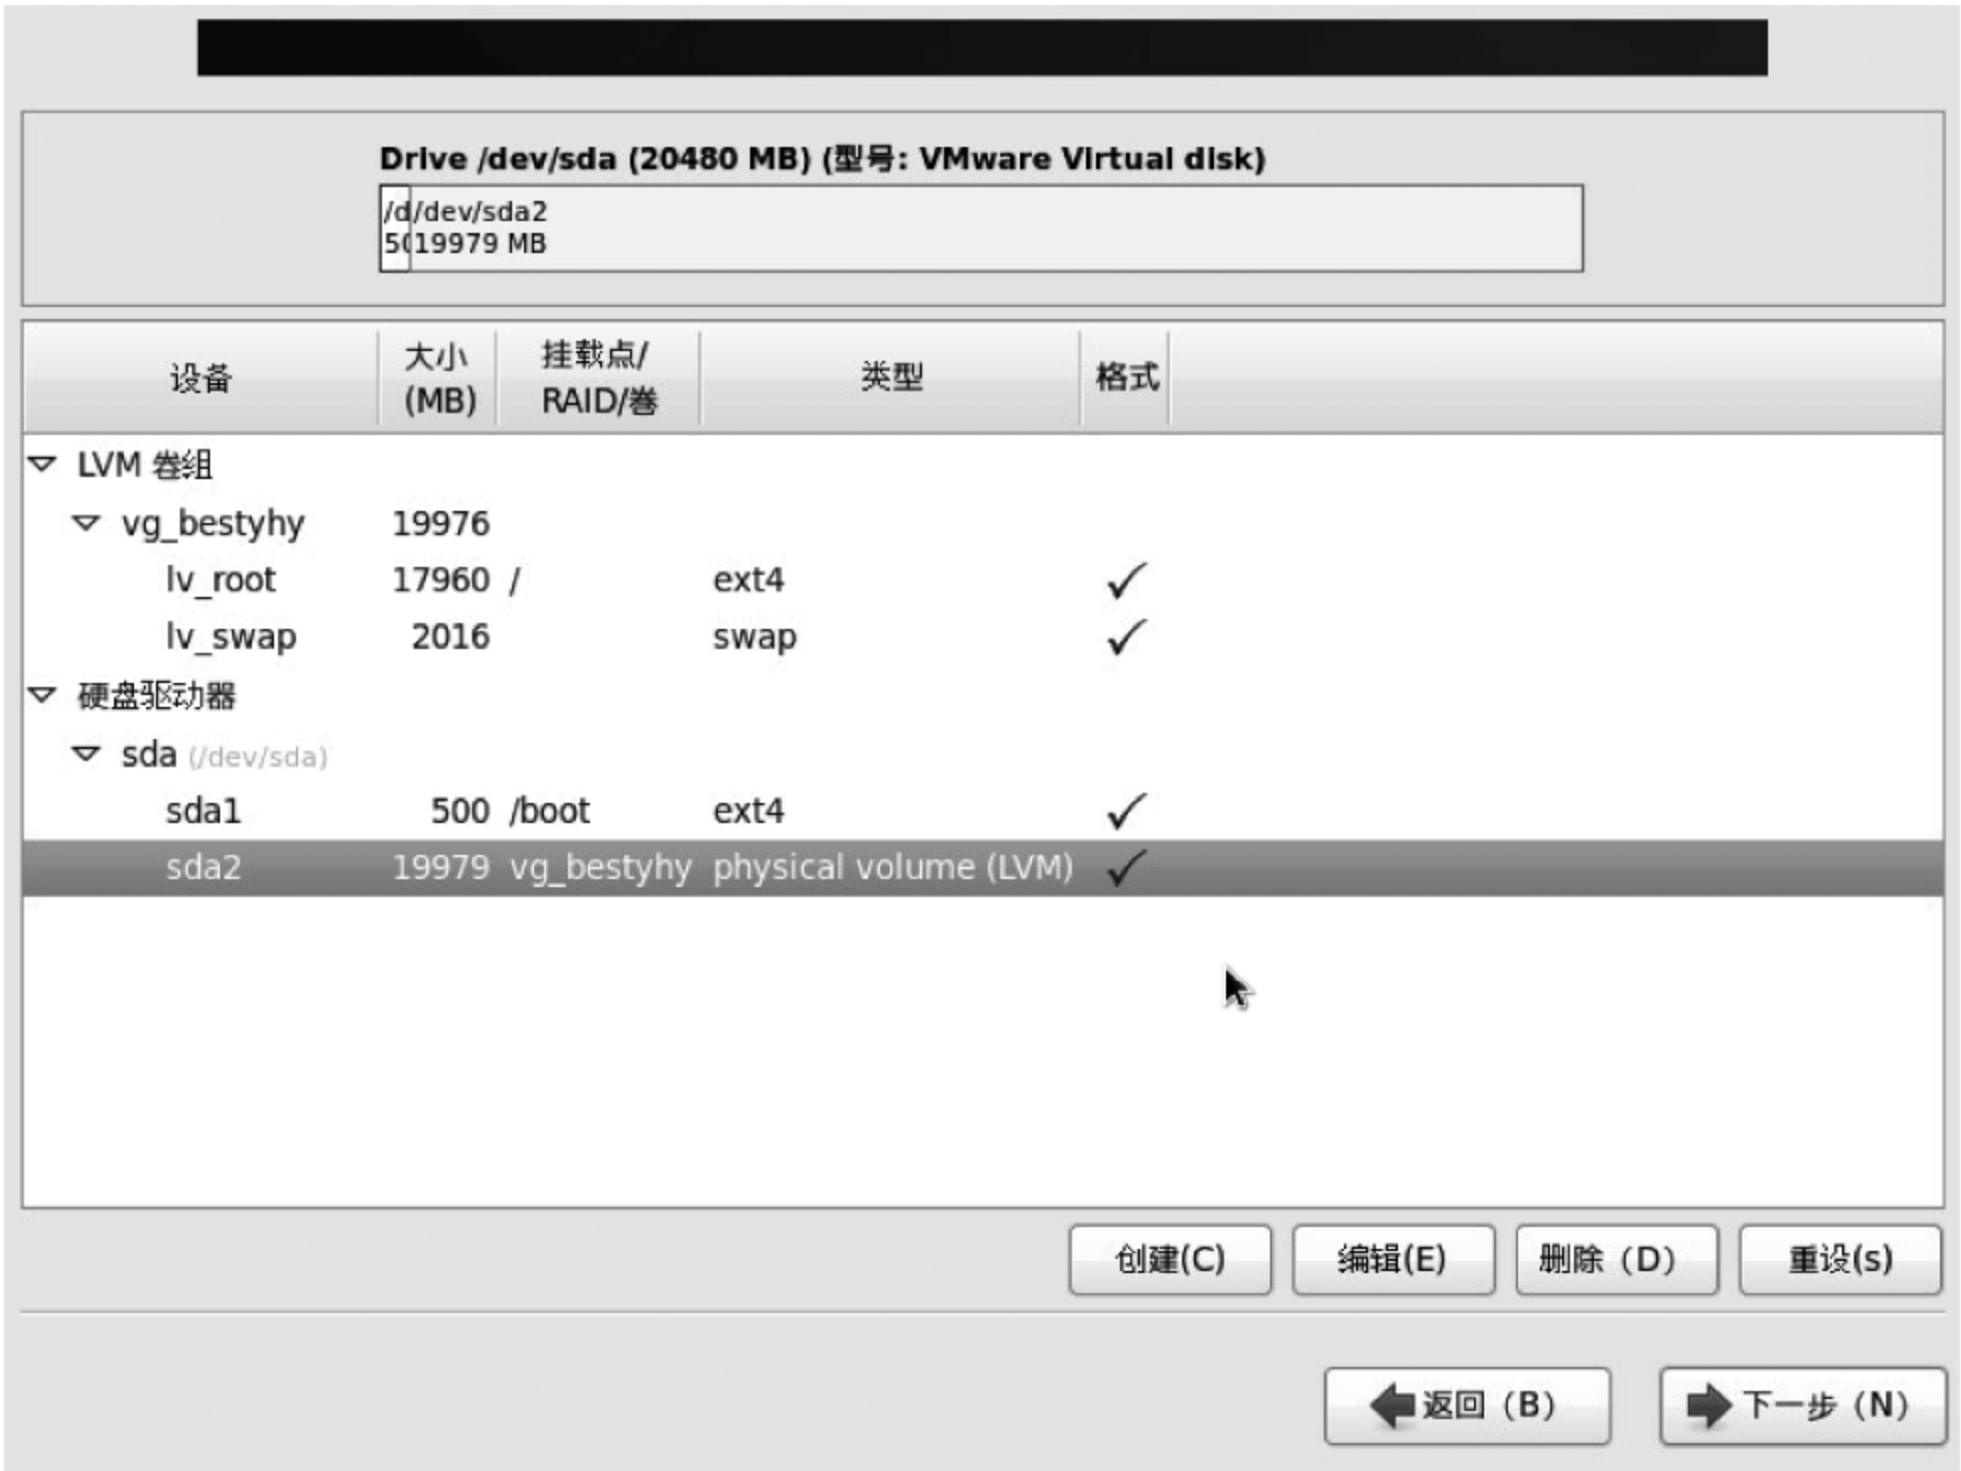 Drive /dev/sda (20480 MB) (型号: VMware Virtual disk)
/d/dev/sda2
5019979 MB
设备 大小 (MB) 挂载点/ RAID/卷 类型 格式
LVM 卷组
vg_bestyhy 19976
lv_root 17960 / ext4 ✓
lv_swap 2016 swap ✓
硬盘驱动器
sda (/dev/sda)
sda1 500 /boot ext4 ✓
sda2 19979 vg_bestyhy physical volume (LVM) ✓
创建(C) 编辑(E) 删除（D） 重设(s)
返回（B） 下一步（N）